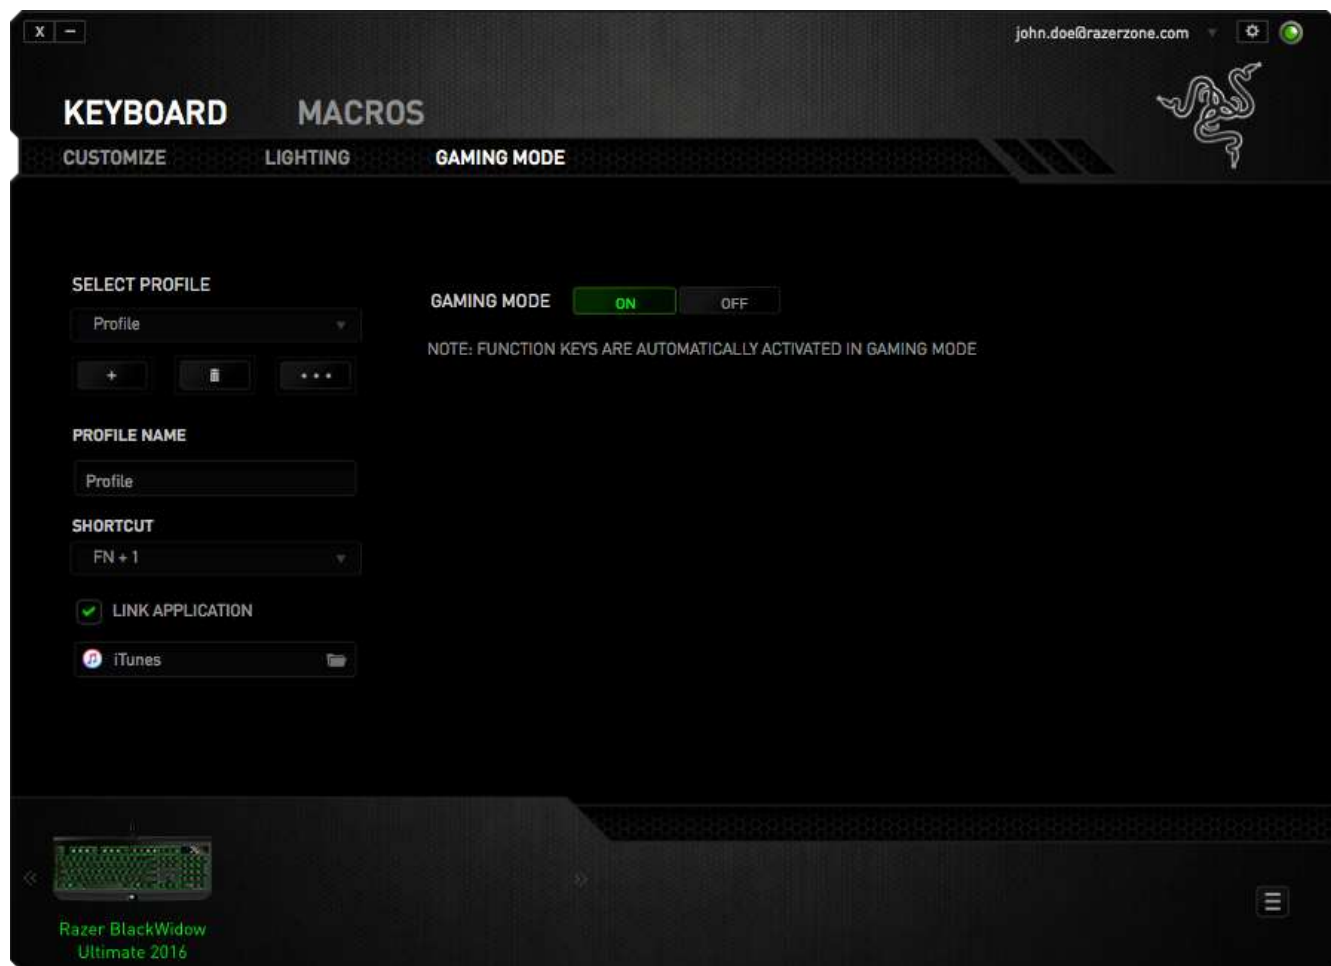 X –
john.doe@razerzone.com
KEYBOARD MACROS
CUSTOMIZE LIGHTING GAMING MODE
SELECT PROFILE
Profile
+ •••
PROFILE NAME
Profile
SHORTCUT
FN + 1
LINK APPLICATION
iTunes
GAMING MODE ON OFF
NOTE: FUNCTION KEYS ARE AUTOMATICALLY ACTIVATED IN GAMING MODE
Razer BlackWidow
Ultimate 2016